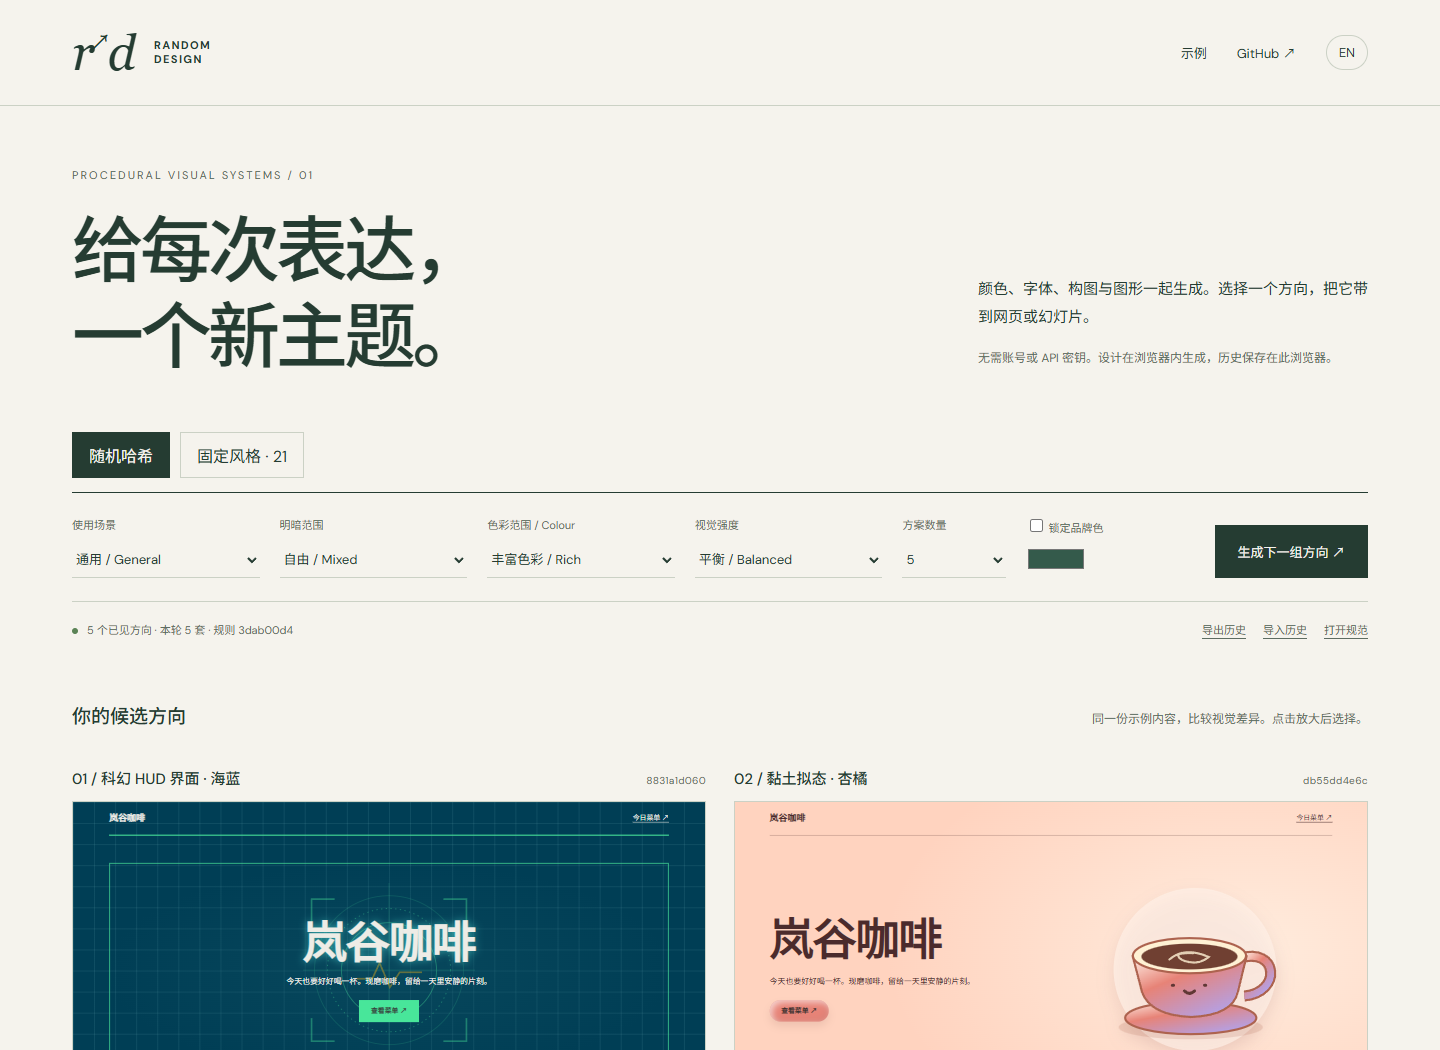 r↗d RANDOM
DESIGN
示例
GitHub ↗
EN
PROCEDURAL VISUAL SYSTEMS / 01
给每次表达，
一个新主题。
颜色、字体、构图与图形一起生成。选择一个方向，把它带
到网页或幻灯片。
无需账号或 API 密钥。设计在浏览器内生成，历史保存在此浏览器。
随机哈希
固定风格 · 21
使用场景
通用 / General
明暗范围
自由 / Mixed
色彩范围 / Colour
丰富色彩 / Rich
视觉强度
平衡 / Balanced
方案数量
5
锁定品牌色
生成下一组方向 ↗
5 个已见方向 · 本轮 5 套 · 规则 3dab00d4
导出历史
导入历史
打开规范
你的候选方向
同一份示例内容，比较视觉差异。点击放大后选择。
01 / 科幻 HUD 界面 · 海蓝
8831a1d060
岚谷咖啡
今日菜单 ↗
岚谷咖啡
今天也要好好喝一杯。现磨咖啡，留给一天里安静的片刻。
查看菜单 ↗
02 / 黏土拟态 · 杏橘
db55dd4e6c
岚谷咖啡
今日菜单 ↗
岚谷咖啡
今天也要好好喝一杯。现磨咖啡，留给一天里安静的片刻。
查看菜单 ↗